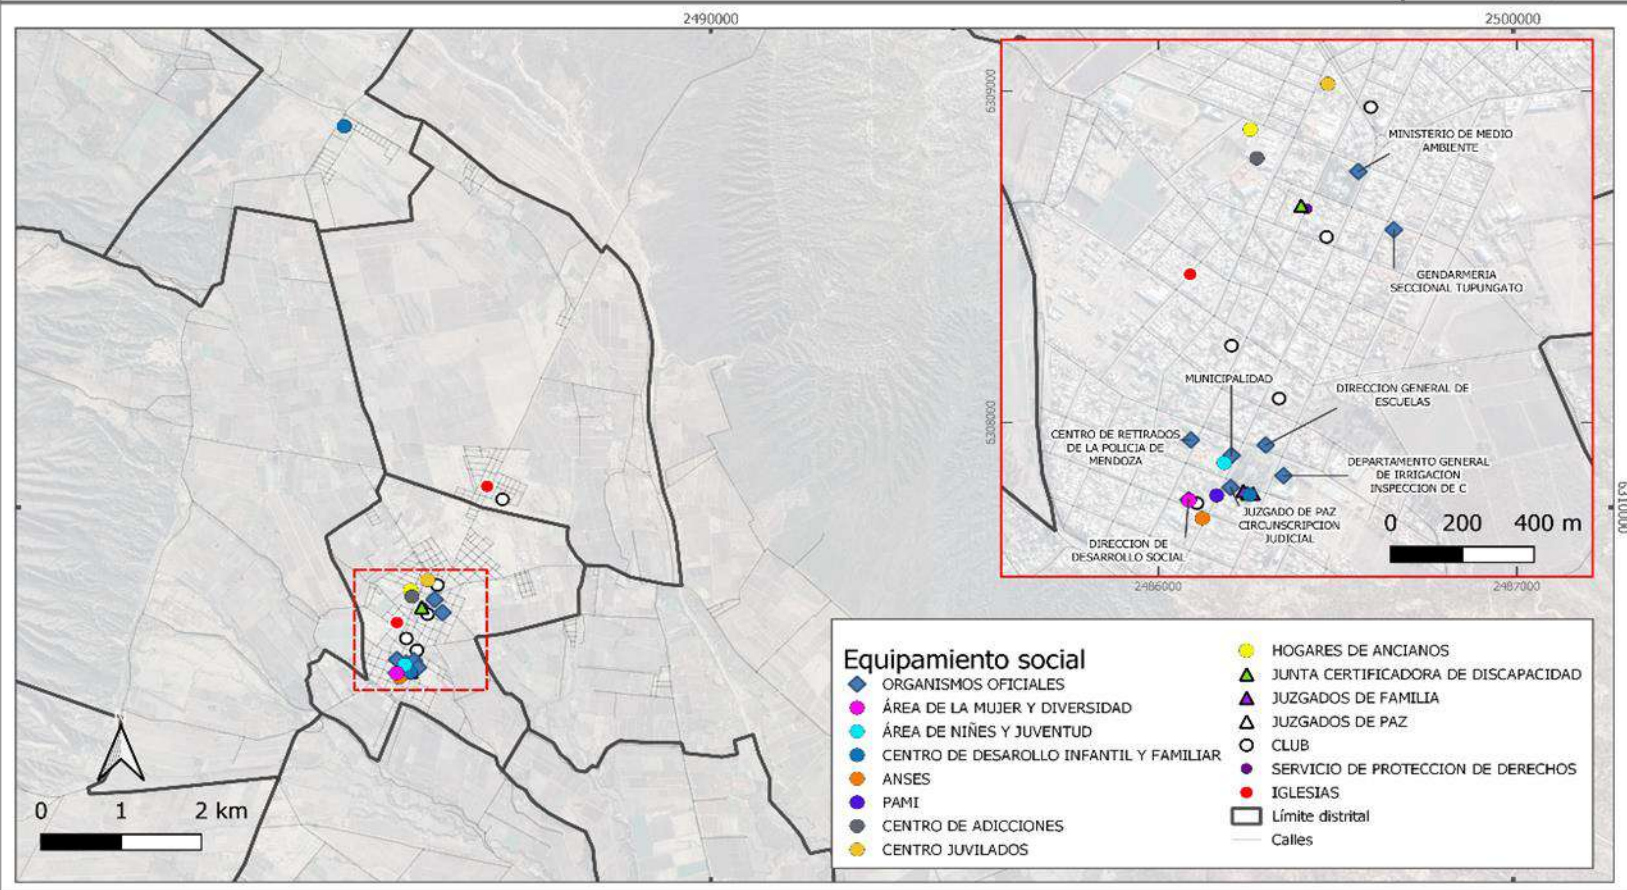 2490000
2500000
6309000
6308000
2486000
2487000
6310000
MINISTERIO DE MEDIO
AMBIENTE
GENDARMERIA
SECCIONAL TUPUNGATO
MUNICIPALIDAD
DIRECCION GENERAL DE
ESCUELAS
CENTRO DE RETIRADOS
DE LA POLICIA DE
MENDOZA
DEPARTAMENTO GENERAL
DE IRRIGACION
INSPECCION DE C
JUZGADO DE PAZ
CIRCUNSCRIPCION
JUDICIAL
DIRECCION DE
DESARROLLO SOCIAL
0 200 400 m
0 1 2 km
Equipamiento social
ORGANISMOS OFICIALES
ÁREA DE LA MUJER Y DIVERSIDAD
ÁREA DE NIÑES Y JUVENTUD
CENTRO DE DESAROLLO INFANTIL Y FAMILIAR
ANSES
PAMI
CENTRO DE ADICCIONES
CENTRO JUVILADOS
HOGARES DE ANCIANOS
JUNTA CERTIFICADORA DE DISCAPACIDAD
JUZGADOS DE FAMILIA
JUZGADOS DE PAZ
CLUB
SERVICIO DE PROTECCION DE DERECHOS
IGLESIAS
Límite distrital
Calles